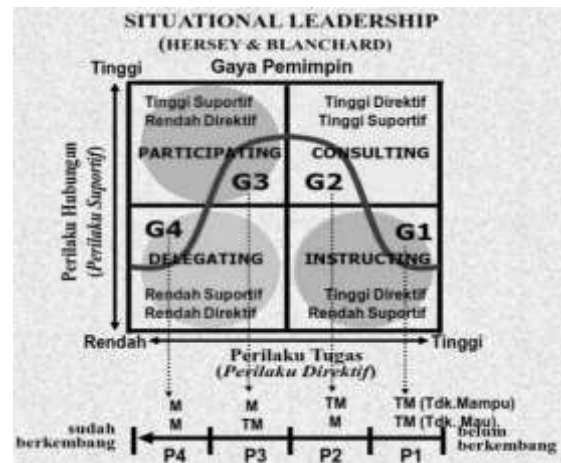 SITUATIONAL LEADERSHIP
(HERSEY & BLANCHARD)
Tinggi
Gaya Pemimpin
Tinggi Suportif
Rendah Direktif
PARTICIPATING
G3
Tinggi Direktif
Tinggi Suportif
CONSULTING
G2
Perilaku Hubungan
(Perilaku Suportif)
G4
DELEGATING
Rendah Suportif
Rendah Direktif
G1
INSTRUCTING
Tinggi Direktif
Rendah Suportif
Rendah
Perilaku Tugas
(Perilaku Direktif)
Tinggi
M M TM TM (Tdk.Mampu)
M TM M TM (Tdk. Mau)
sudah
berkembang
belum
berkembang
P4 P3 P2 P1